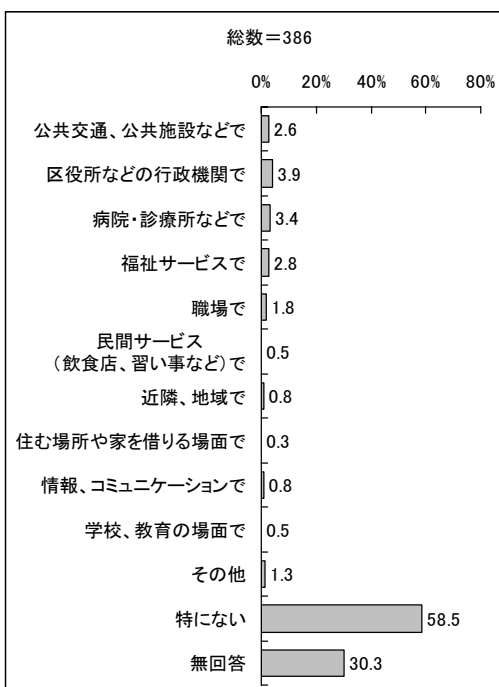 総数=386
0% 20% 40% 60% 80%
公共交通、公共施設などで 2.6
区役所などの行政機関で 3.9
病院・診療所などで 3.4
福祉サービスで 2.8
職場で 1.8
民間サービス
（飲食店、習い事など）で 0.5
近隣、地域で 0.8
住む場所や家を借りる場面で 0.3
情報、コミュニケーションで 0.8
学校、教育の場面で 0.5
その他 1.3
特にない 58.5
無回答 30.3